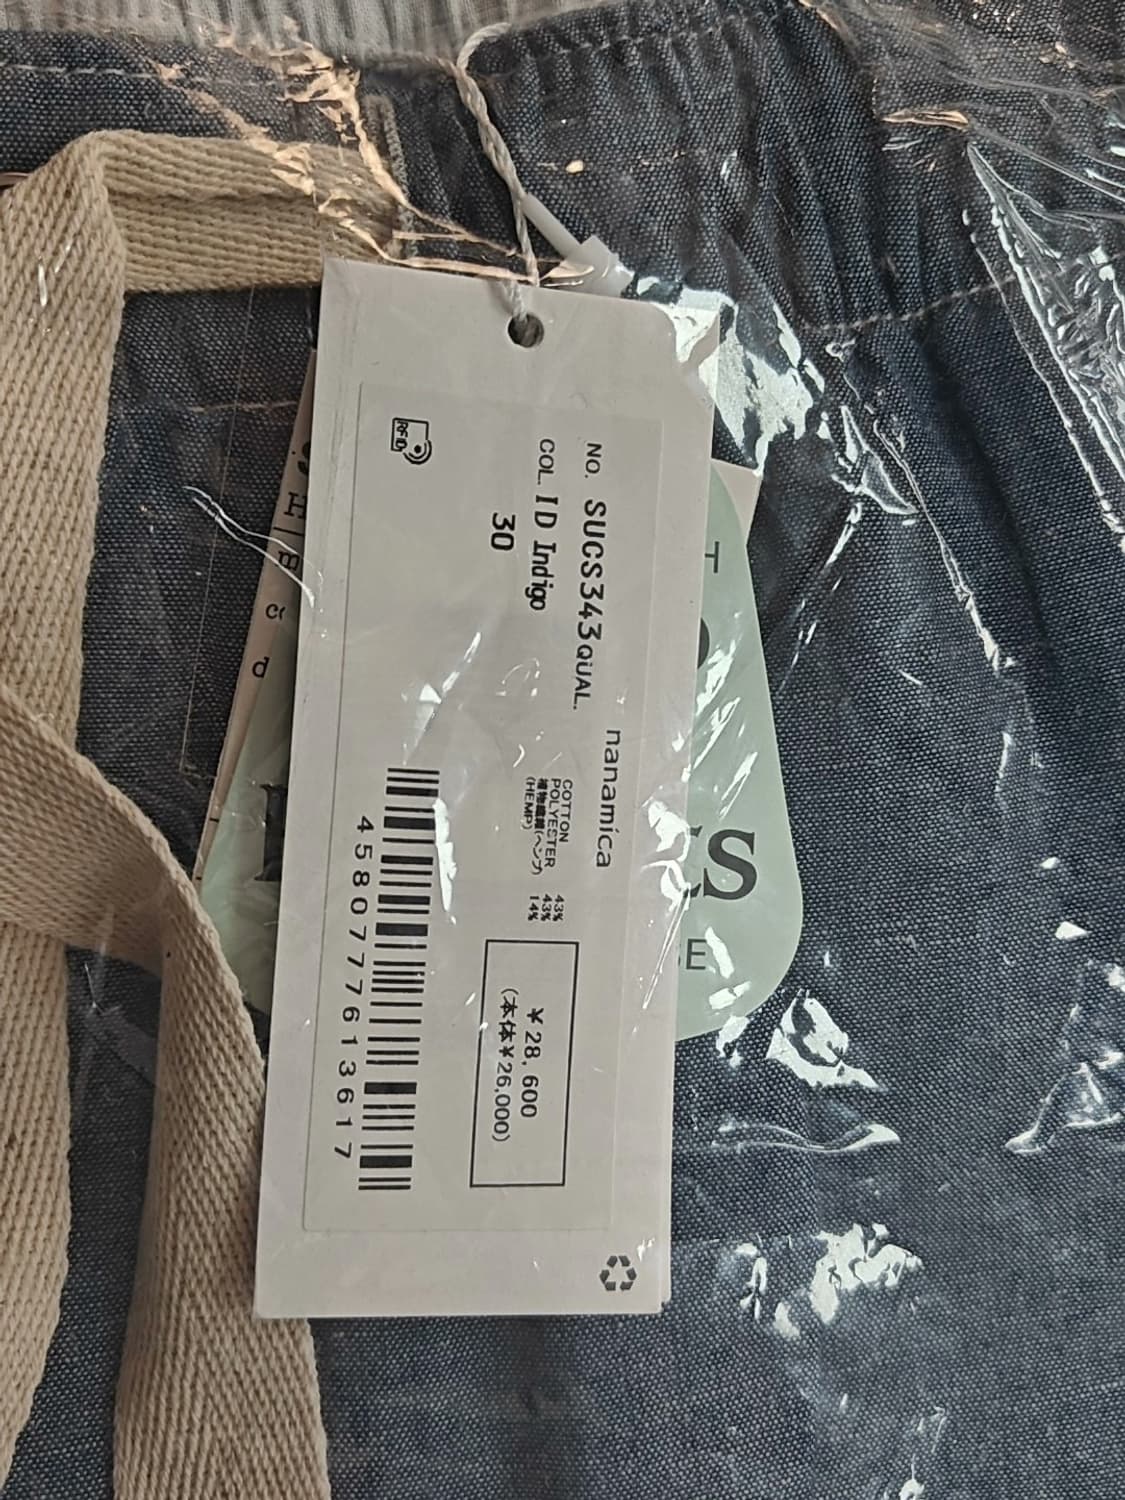 RFID
NO. SUCS343 QUAL.
COL. ID Indigo
30
nanamica
COTTON 43%
POLYESTER 43%
植物繊維(ヘンプ) 14%
(HEMP)
¥28,600
(本体¥26,000)
4580777613617